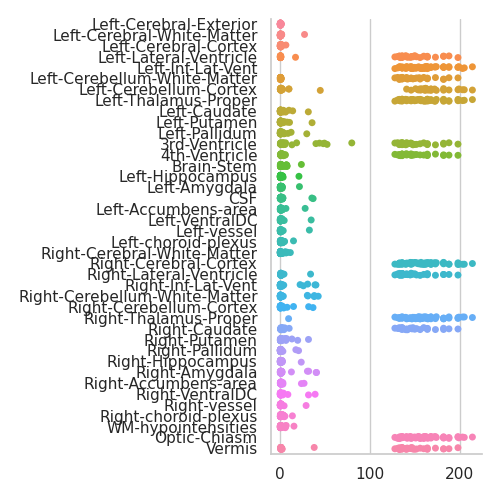 Left-Cerebral-Exterior
Left-Cerebral-White-Matter
Left-Cerebral-Cortex
Left-Lateral-Ventricle
Left-Inf-Lat-Vent
Left-Cerebellum-White-Matter
Left-Cerebellum-Cortex
Left-Thalamus-Proper
Left-Caudate
Left-Putamen
Left-Pallidum
3rd-Ventricle
4th-Ventricle
Brain-Stem
Left-Hippocampus
Left-Amygdala
CSF
Left-Accumbens-area
Left-VentralDC
Left-vessel
Left-choroid-plexus
Right-Cerebral-White-Matter
Right-Cerebral-Cortex
Right-Lateral-Ventricle
Right-Inf-Lat-Vent
Right-Cerebellum-White-Matter
Right-Cerebellum-Cortex
Right-Thalamus-Proper
Right-Caudate
Right-Putamen
Right-Pallidum
Right-Hippocampus
Right-Amygdala
Right-Accumbens-area
Right-VentralDC
Right-vessel
Right-choroid-plexus
WM-hypointensities
Optic-Chiasm
Vermis
0 100 200